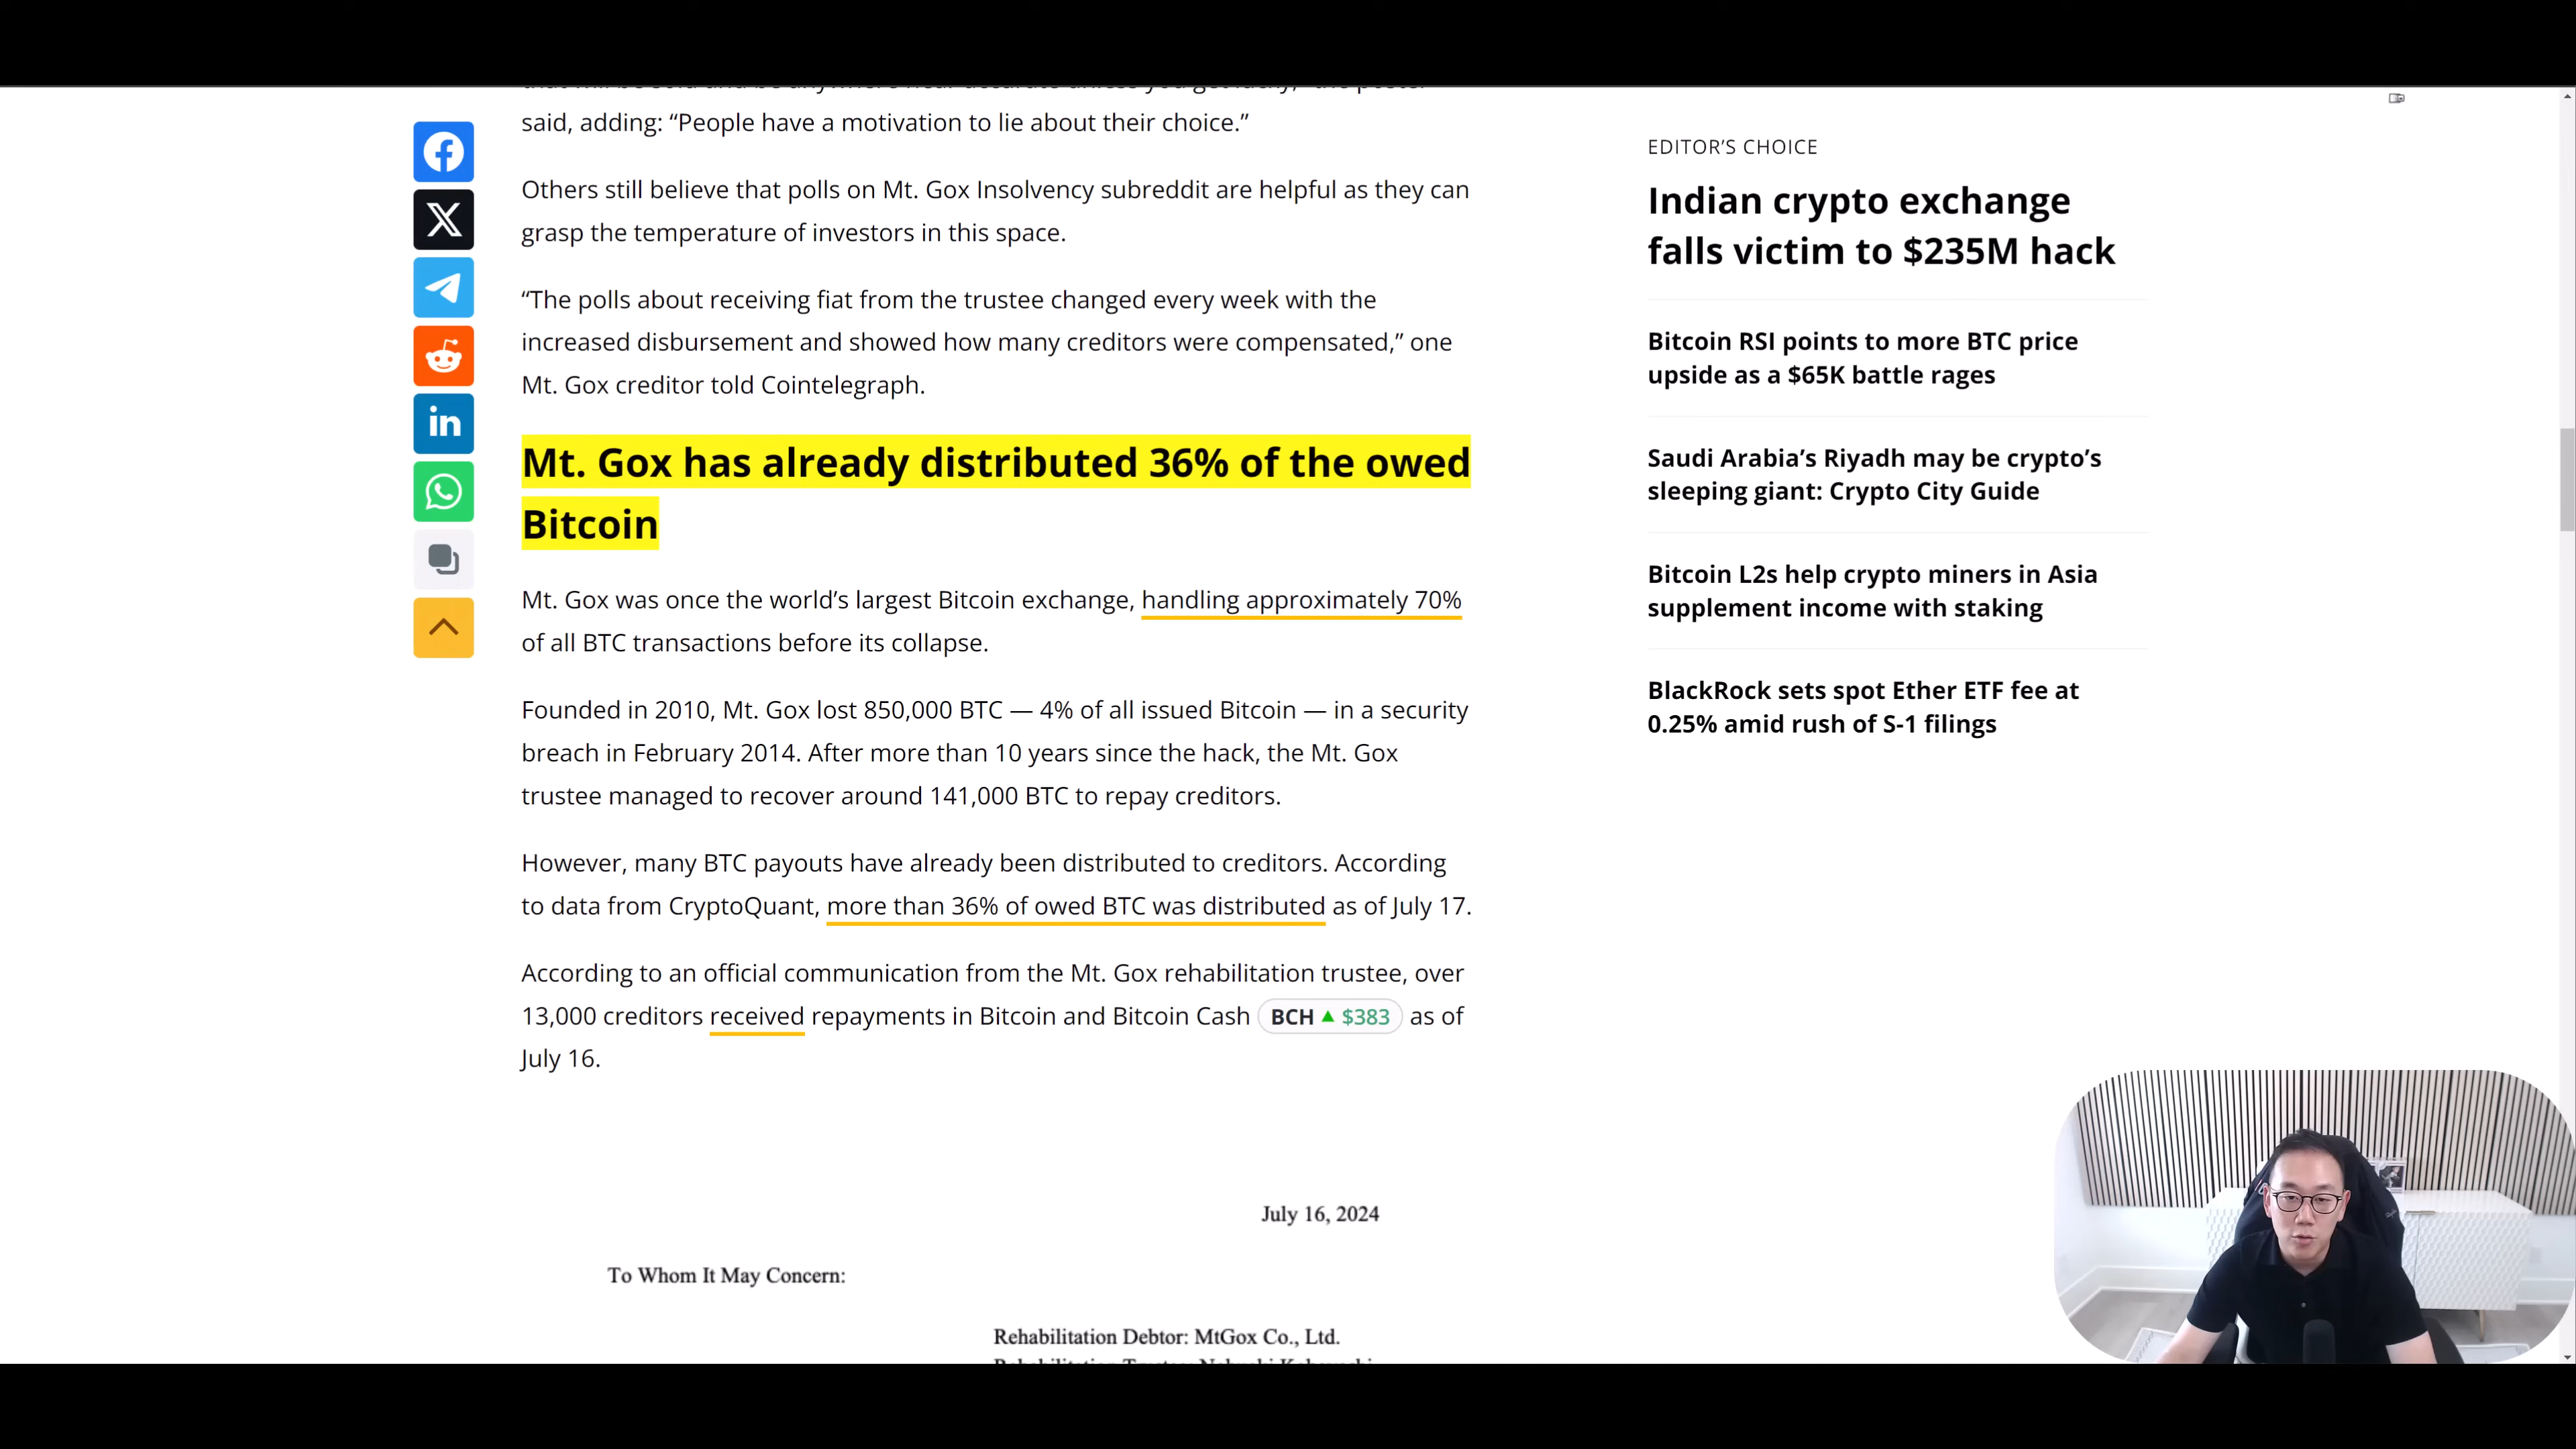 said, adding: “People have a motivation to lie about their choice.”
Others still believe that polls on Mt. Gox Insolvency subreddit are helpful as they can
grasp the temperature of investors in this space.
“The polls about receiving fiat from the trustee changed every week with the
increased disbursement and showed how many creditors were compensated,” one
Mt. Gox creditor told Cointelegraph.
Mt. Gox has already distributed 36% of the owed
Bitcoin
Mt. Gox was once the world’s largest Bitcoin exchange, handling approximately 70%
of all BTC transactions before its collapse.
Founded in 2010, Mt. Gox lost 850,000 BTC — 4% of all issued Bitcoin — in a security
breach in February 2014. After more than 10 years since the hack, the Mt. Gox
trustee managed to recover around 141,000 BTC to repay creditors.
However, many BTC payouts have already been distributed to creditors. According
to data from CryptoQuant, more than 36% of owed BTC was distributed as of July 17.
According to an official communication from the Mt. Gox rehabilitation trustee, over
13,000 creditors received repayments in Bitcoin and Bitcoin Cash BCH ▲ $383 as of
July 16.
July 16, 2024
To Whom It May Concern:
Rehabilitation Debtor: MtGox Co., Ltd.
EDITOR’S CHOICE
Indian crypto exchange
falls victim to $235M hack
Bitcoin RSI points to more BTC price
upside as a $65K battle rages
Saudi Arabia’s Riyadh may be crypto’s
sleeping giant: Crypto City Guide
Bitcoin L2s help crypto miners in Asia
supplement income with staking
BlackRock sets spot Ether ETF fee at
0.25% amid rush of S-1 filings